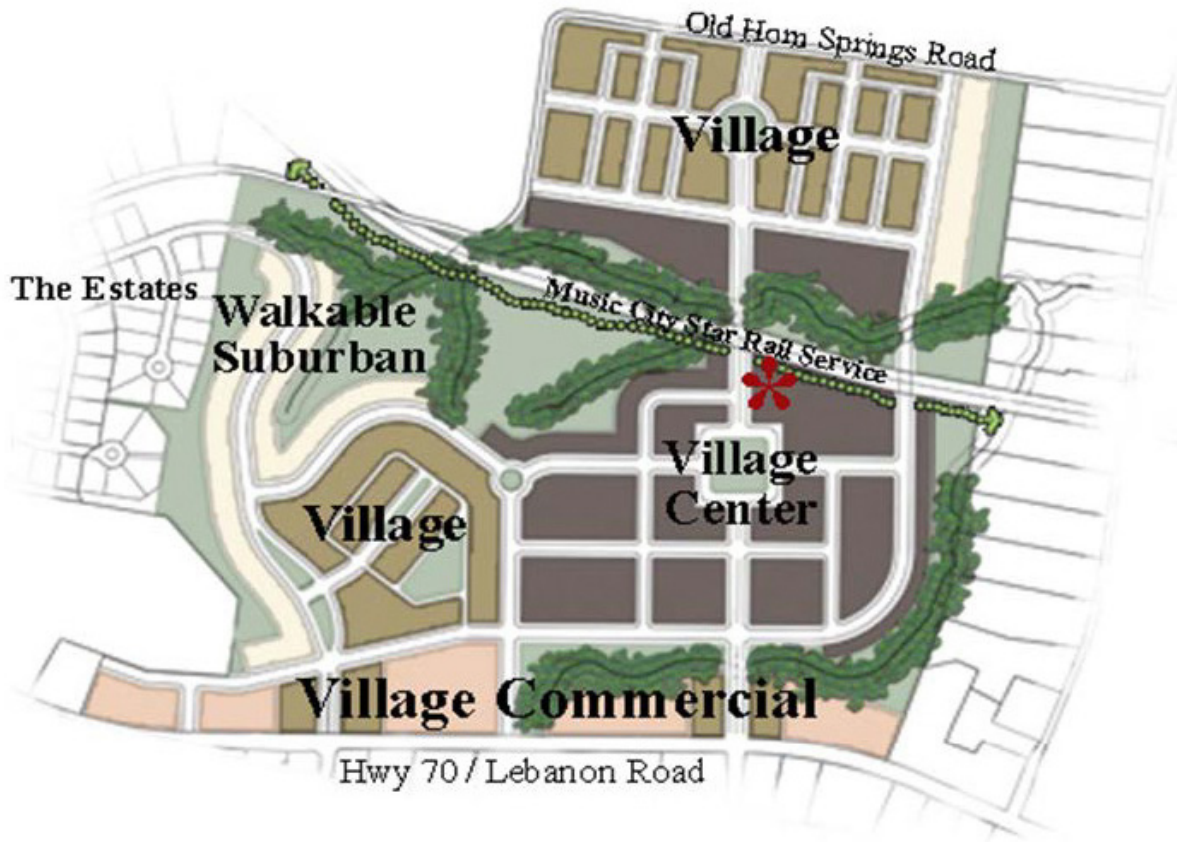 Old Hom Springs Road
Village
The Estates
Walkable
Suburban
Music City Star Rail Service
Village
Center
Village
Village Commercial
Hwy 70 / Lebanon Road